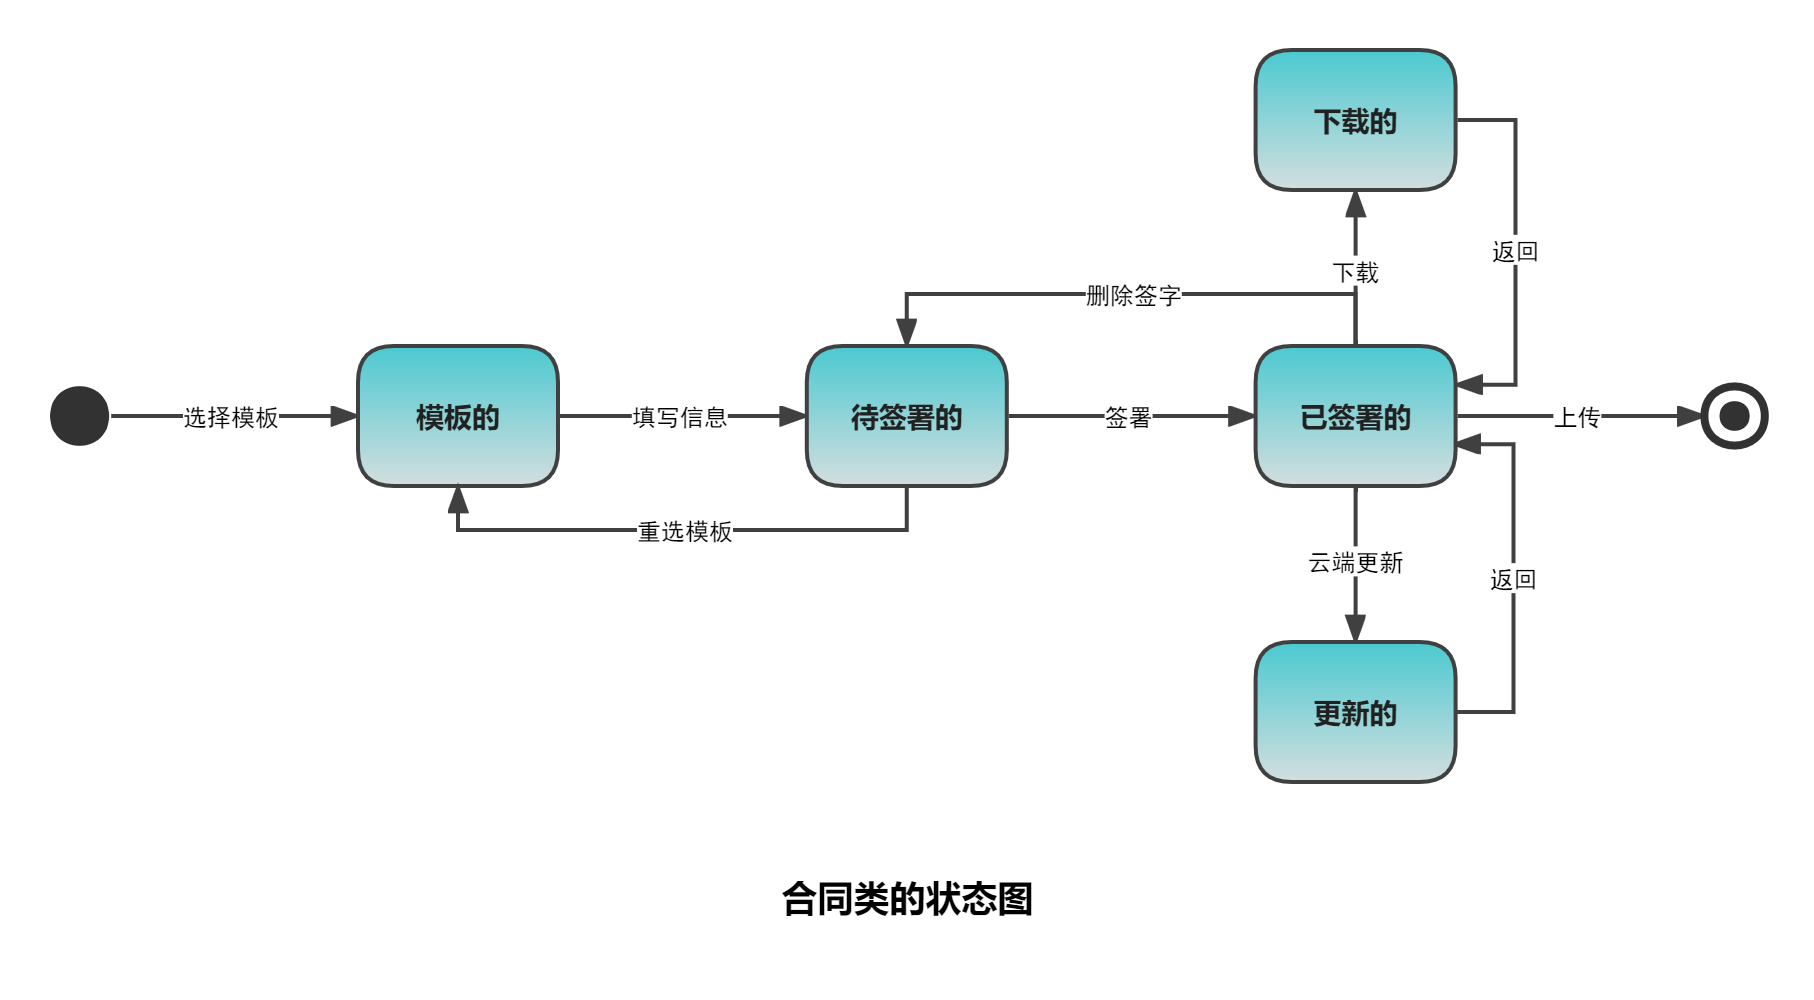 下载的
返回
下载
删除签字
选择模板
模板的
填写信息
待签署的
签署
已签署的
上传
重选模板
云端更新
返回
更新的
合同类的状态图